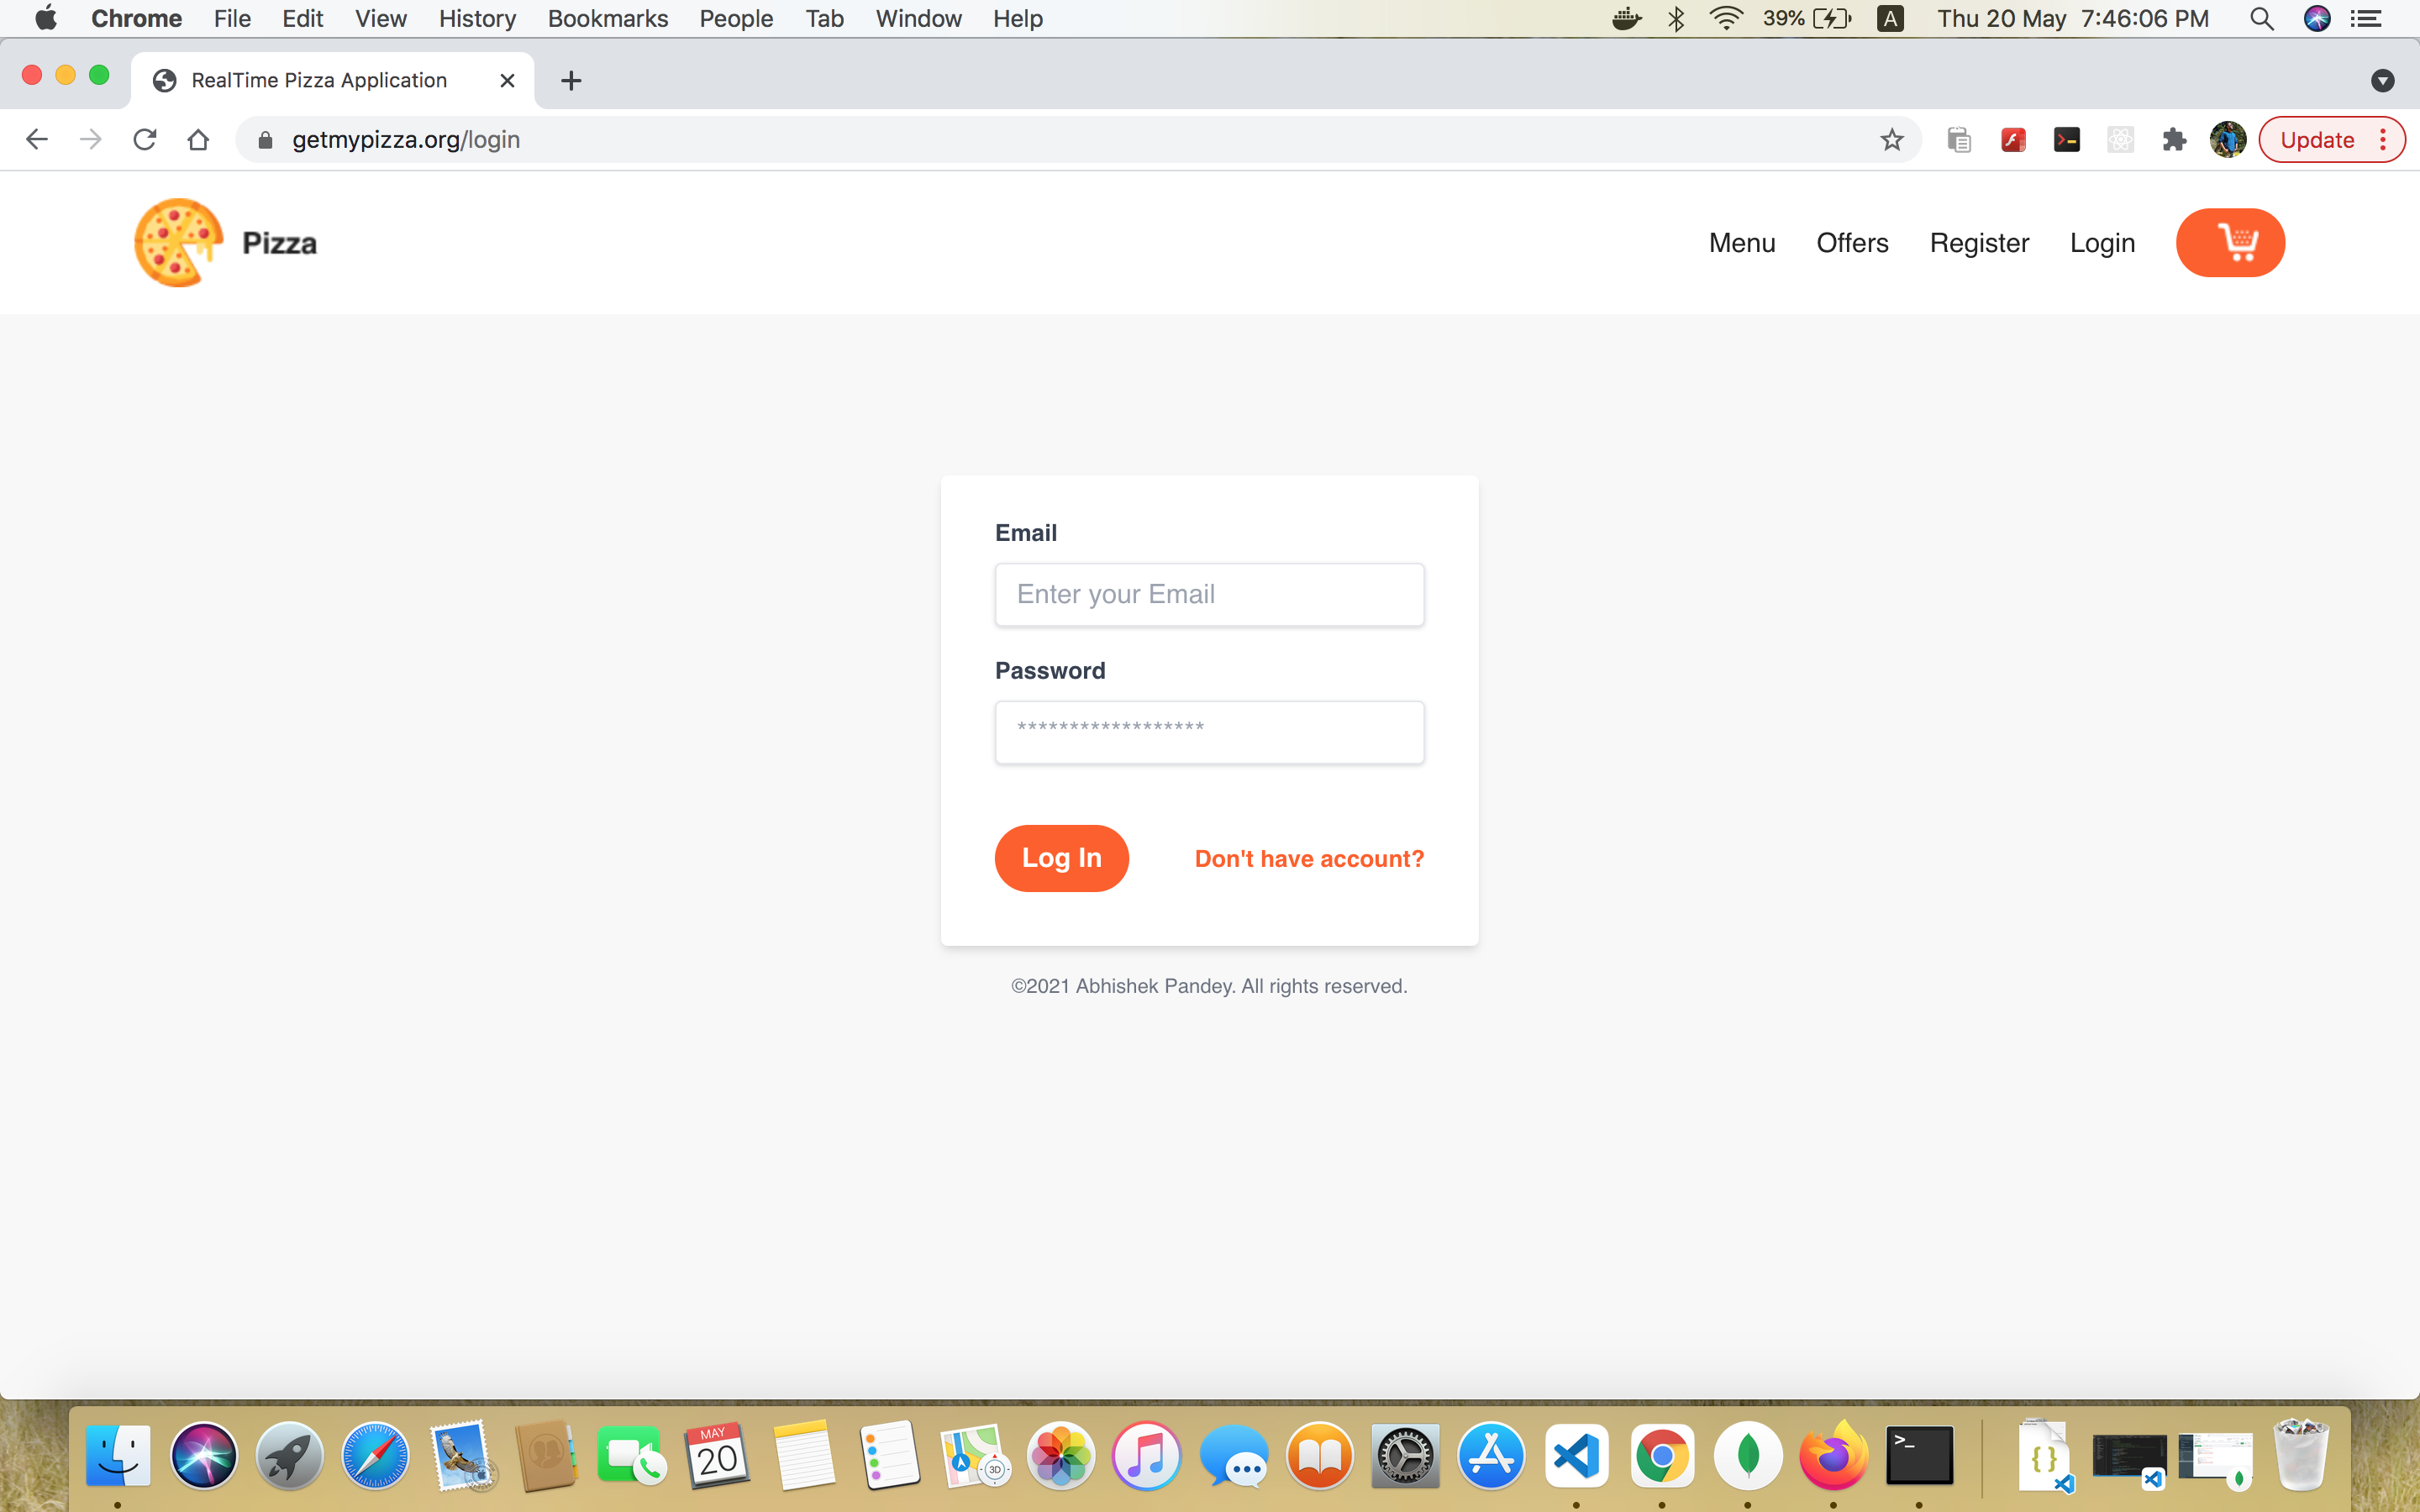 Chrome File Edit View History Bookmarks People Tab Window Help 39% A Thu 20 May 7:46:06 PM
RealTime Pizza Application
getmypizza.org/login
Update
Pizza
Menu Offers Register Login
Email
Enter your Email
Password
******************
Log In Don't have account?
©2021 Abhishek Pandey. All rights reserved.
MAY
20
3D
>_
{ }